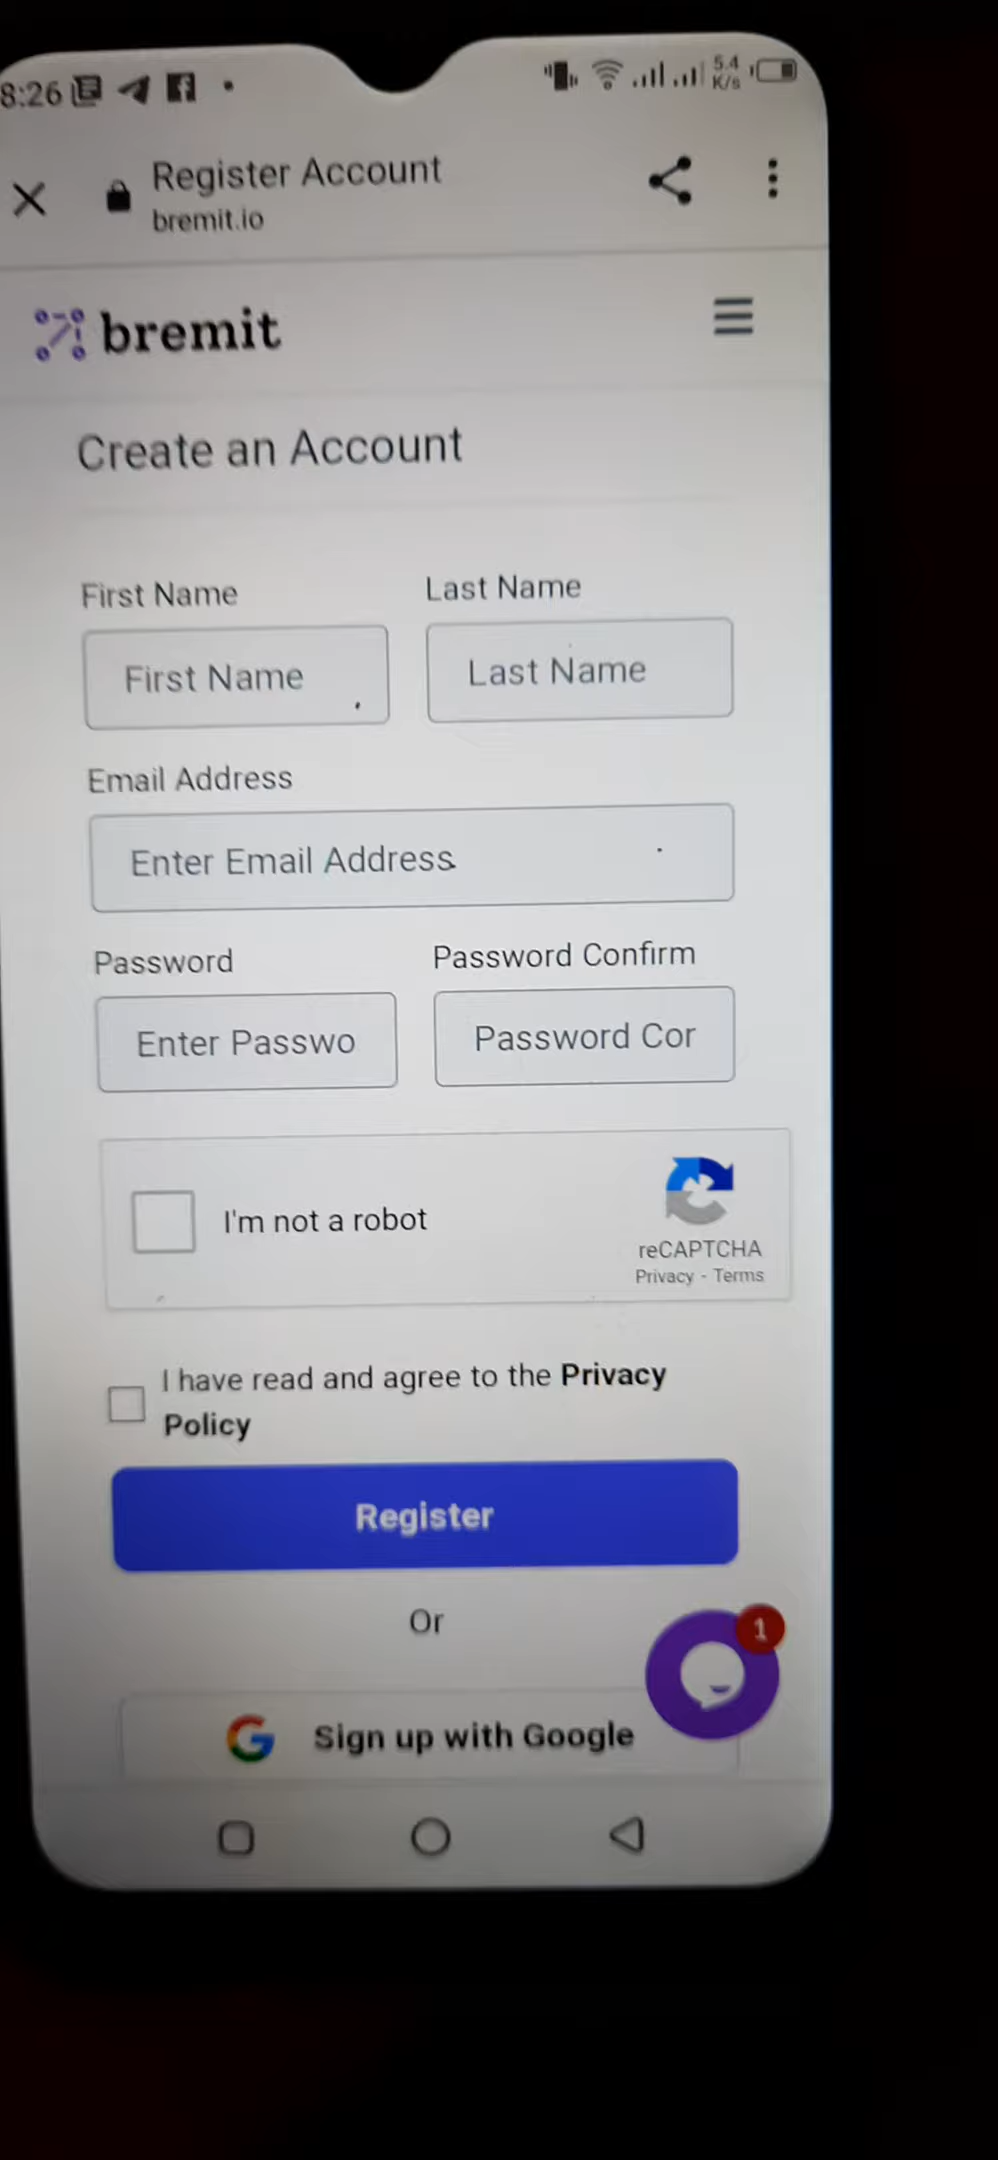 8:26
5.4
K/s
Register Account
bremit.io
bremit
Create an Account
First Name
Last Name
First Name
Last Name
Email Address
Enter Email Address
Password
Password Confirm
Enter Passwo
Password Cor
I'm not a robot
reCAPTCHA
Privacy - Terms
I have read and agree to the Privacy
Policy
Register
Or
1
Sign up with Google